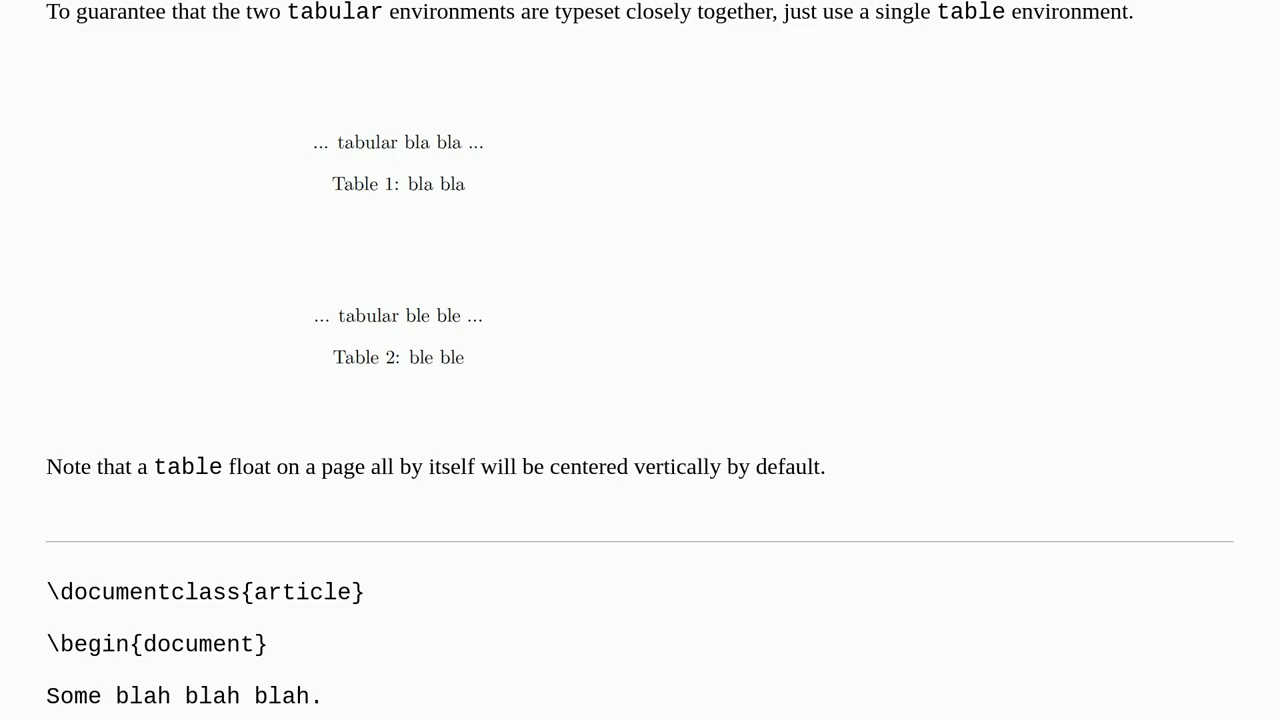 To guarantee that the two tabular environments are typeset closely together, just use a single table environment.
... tabular bla bla ...
Table 1: bla bla
... tabular ble ble ...
Table 2: ble ble
Note that a table float on a page all by itself will be centered vertically by default.
\documentclass{article}
\begin{document}
Some blah blah blah.